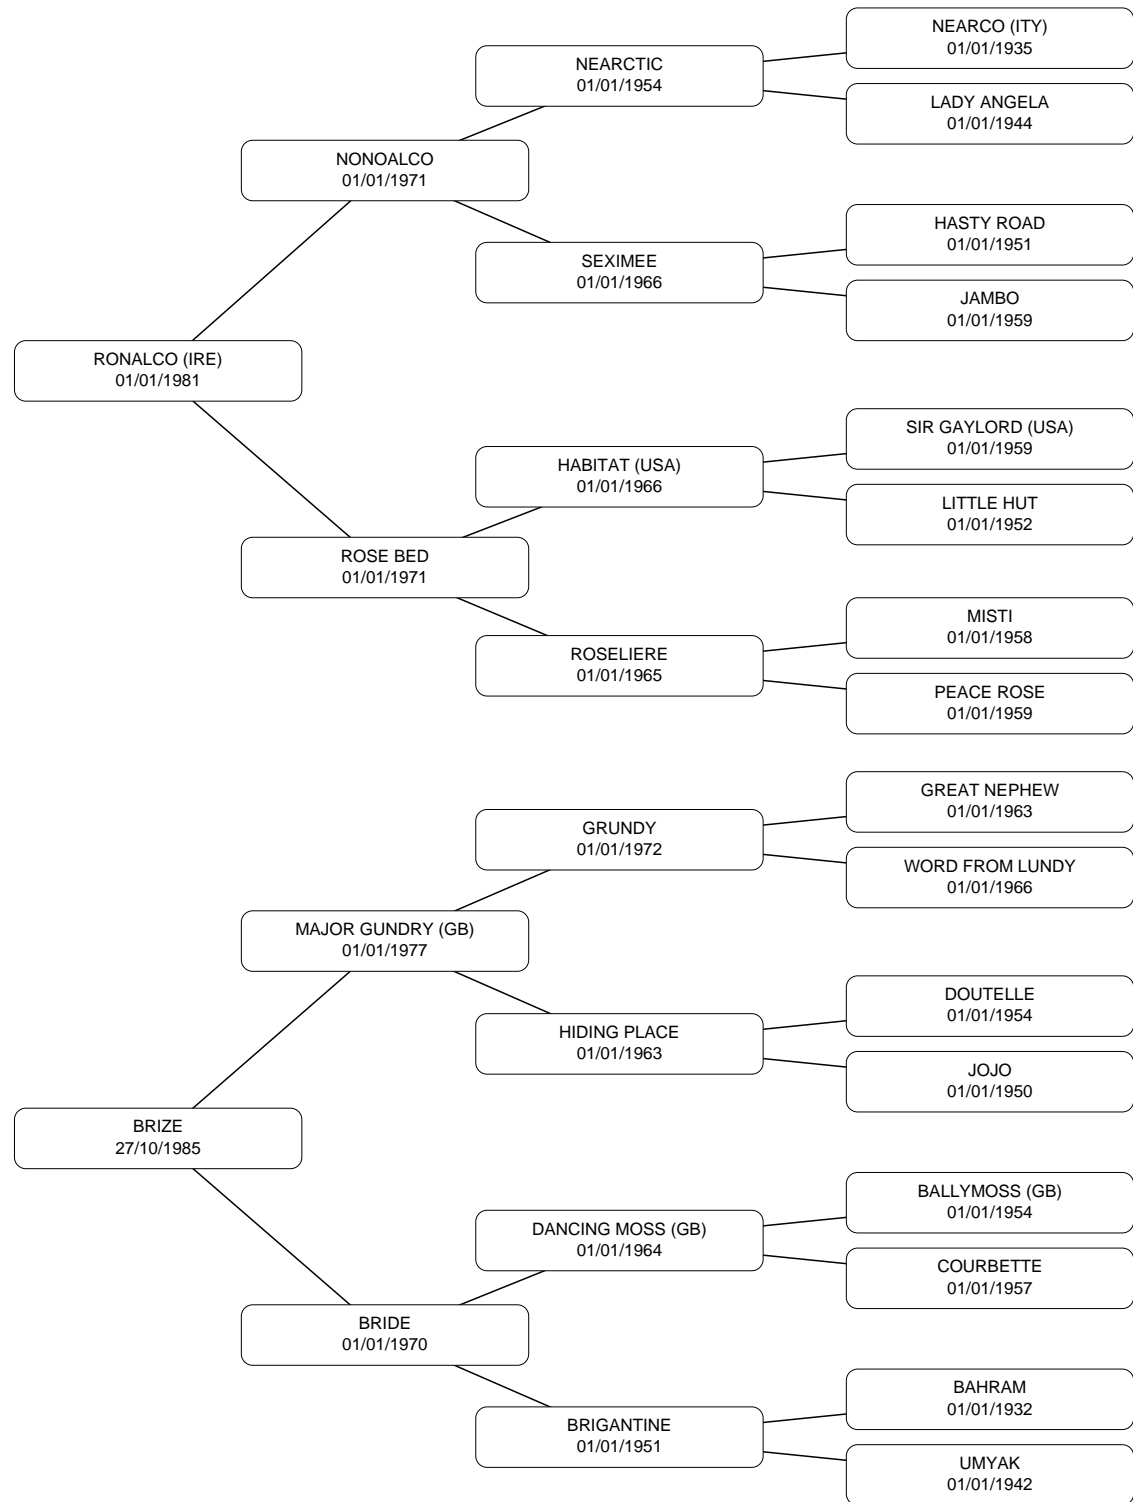 NEARCO (ITY)
01/01/1935
NEARCTIC
01/01/1954
LADY ANGELA
01/01/1944
NONOALCO
01/01/1971
HASTY ROAD
01/01/1951
SEXIMEE
01/01/1966
JAMBO
01/01/1959
RONALCO (IRE)
01/01/1981
SIR GAYLORD (USA)
01/01/1959
HABITAT (USA)
01/01/1966
LITTLE HUT
01/01/1952
ROSE BED
01/01/1971
MISTI
01/01/1958
ROSELIERE
01/01/1965
PEACE ROSE
01/01/1959
GREAT NEPHEW
01/01/1963
GRUNDY
01/01/1972
WORD FROM LUNDY
01/01/1966
MAJOR GUNDRY (GB)
01/01/1977
DOUTELLE
01/01/1954
HIDING PLACE
01/01/1963
JOJO
01/01/1950
BRIZE
27/10/1985
BALLYMOSS (GB)
01/01/1954
DANCING MOSS (GB)
01/01/1964
COURBETTE
01/01/1957
BRIDE
01/01/1970
BAHRAM
01/01/1932
BRIGANTINE
01/01/1951
UMYAK
01/01/1942